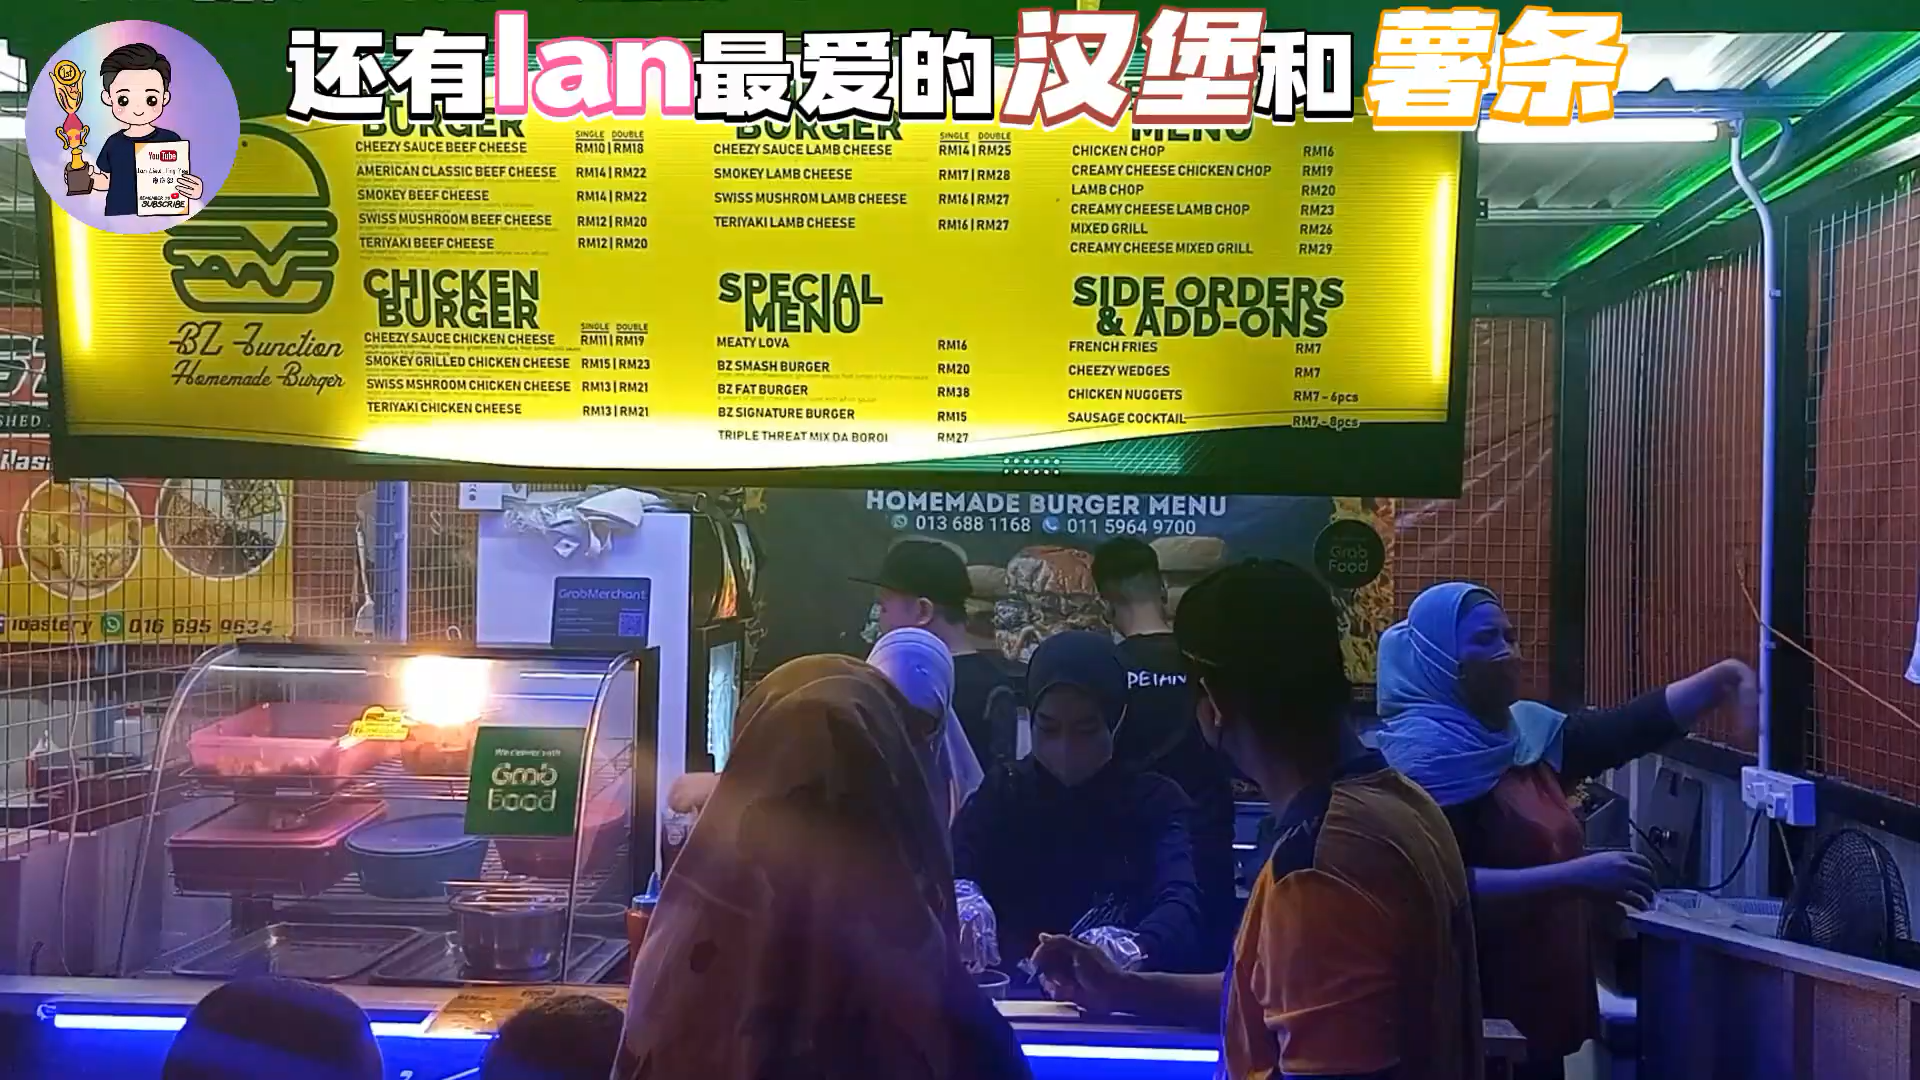 还有Ian最爱的汉堡和薯条
YouTube
SUBSCRIBE
BZ Junction
Homemade Burger
BURGER
SINGLE DOUBLE
CHEEZY SAUCE BEEF CHEESE RM10 | RM18
AMERICAN CLASSIC BEEF CHEESE RM14 | RM22
SMOKEY BEEF CHEESE RM14 | RM22
SWISS MUSHROOM BEEF CHEESE RM12 | RM20
TERIYAKI BEEF CHEESE RM12 | RM20
CHICKEN
BURGER
SINGLE DOUBLE
CHEEZY SAUCE CHICKEN CHEESE RM11 | RM19
SMOKEY GRILLED CHICKEN CHEESE RM15 | RM23
SWISS MSHROOM CHICKEN CHEESE RM13 | RM21
TERIYAKI CHICKEN CHEESE RM13 | RM21
BURGER
SINGLE DOUBLE
CHEEZY SAUCE LAMB CHEESE RM14 | RM25
SMOKEY LAMB CHEESE RM17 | RM28
SWISS MUSHROM LAMB CHEESE RM16 | RM27
TERIYAKI LAMB CHEESE RM16 | RM27
SPECIAL
MENU
MEATY LOVA RM16
BZ SMASH BURGER RM20
BZ FAT BURGER RM38
BZ SIGNATURE BURGER RM15
TRIPLE THREAT MIX DA BOROI RM27
MENU
CHICKEN CHOP RM16
CREAMY CHEESE CHICKEN CHOP RM19
LAMB CHOP RM20
CREAMY CHEESE LAMB CHOP RM23
MIXED GRILL RM26
CREAMY CHEESE MIXED GRILL RM29
SIDE ORDERS
& ADD-ONS
FRENCH FRIES RM7
CHEEZY WEDGES RM7
CHICKEN NUGGETS RM7 - 6pcs
SAUSAGE COCKTAIL RM7 - 8pcs
HOMEMADE BURGER MENU
013 688 1168 011 5964 9700
Grab
Food
GrabMerchant
roastery 016 695 9634
Grab
Food